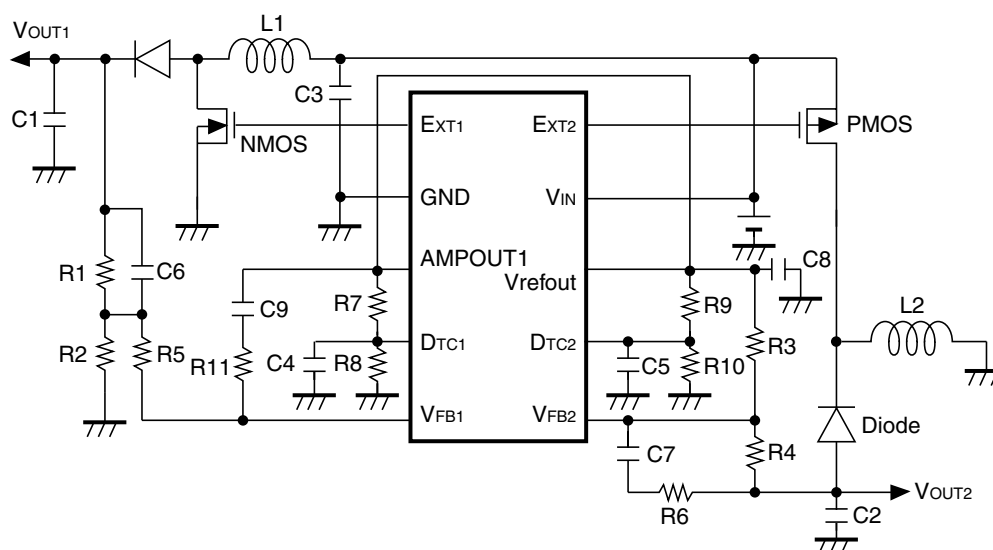 VOUT1
L1
C1
C3
NMOS
EXT1
EXT2
PMOS
GND
VIN
R1
C6
AMPOUT1
Vrefout
C8
C9
R7
R9
L2
R2
R5
R11
C4
R8
DTC1
DTC2
C5
R10
R3
VFB1
VFB2
Diode
C7
R4
R6
VOUT2
C2